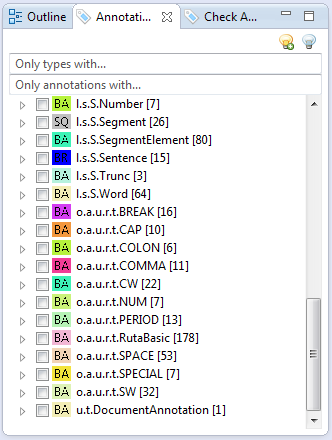 Outline Annotati... Check A...
Only types with...
Only annotations with...
BA l.s.S.Number [7]
SQ l.s.S.Segment [26]
BA l.s.S.SegmentElement [80]
l.s.S.Sentence [15]
BA l.s.S.Trunc [3]
BA l.s.S.Word [64]
BA o.a.u.r.t.BREAK [16]
BA o.a.u.r.t.CAP [10]
BA o.a.u.r.t.COLON [6]
BA o.a.u.r.t.COMMA [11]
BA o.a.u.r.t.CW [22]
BA o.a.u.r.t.NUM [7]
BA o.a.u.r.t.PERIOD [13]
BA o.a.u.r.t.RutaBasic [178]
BA o.a.u.r.t.SPACE [53]
BA o.a.u.r.t.SPECIAL [7]
BA o.a.u.r.t.SW [32]
BA u.t.DocumentAnnotation [1]